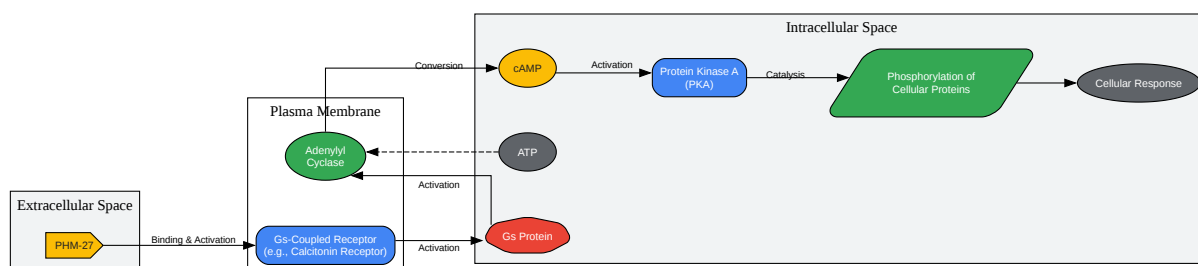 Intracellular Space
Conversion
cAMP
Activation
Protein Kinase A
(PKA)
Catalysis
Phosphorylation of
Cellular Proteins
Cellular Response
Plasma Membrane
Adenylyl
Cyclase
ATP
Activation
Extracellular Space
PHM-27
Binding & Activation
Gs-Coupled Receptor
(e.g., Calcitonin Receptor)
Activation
Gs Protein